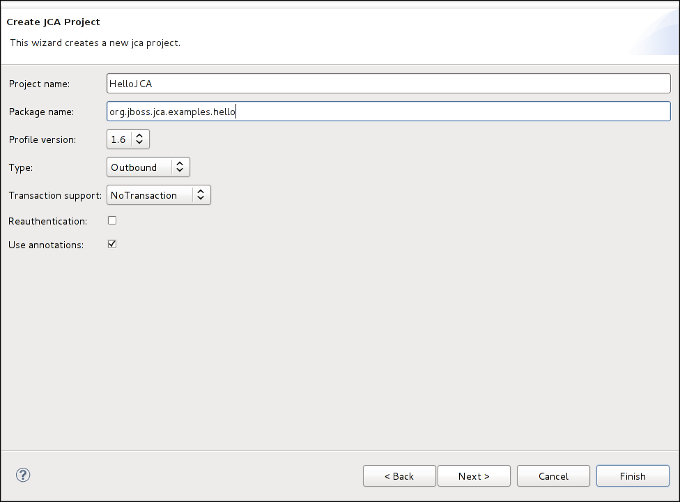 Create JCA Project
This wizard creates a new jca project.
Project name: HelloJCA
Package name: org.jboss.jca.examples.hello
Profile version: 1.6
Type: Outbound
Transaction support: NoTransaction
Reauthentication:
Use annotations:
? < Back Next > Cancel Finish